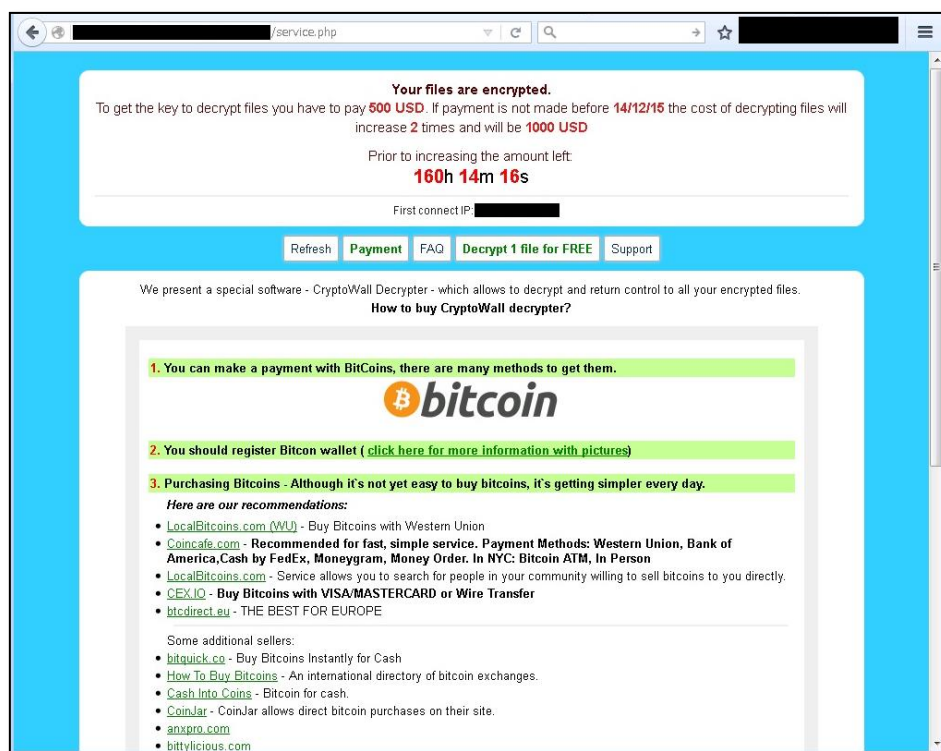 /service.php
Your files are encrypted.
To get the key to decrypt files you have to pay 500 USD. If payment is not made before 14/12/15 the cost of decrypting files will
increase 2 times and will be 1000 USD
Prior to increasing the amount left:
160h 14m 16s
First connect IP:
Refresh
Payment
FAQ
Decrypt 1 file for FREE
Support
We present a special software - CryptoWall Decrypter - which allows to decrypt and return control to all your encrypted files.
How to buy CryptoWall decrypter?
1. You can make a payment with BitCoins, there are many methods to get them.
bitcoin
2. You should register Bitcon wallet ( click here for more information with pictures)
3. Purchasing Bitcoins - Although it`s not yet easy to buy bitcoins, it`s getting simpler every day.
Here are our recommendations:
• LocalBitcoins.com (WU) - Buy Bitcoins with Western Union
• Coincafe.com - Recommended for fast, simple service. Payment Methods: Western Union, Bank of
America,Cash by FedEx, Moneygram, Money Order. In NYC: Bitcoin ATM, In Person
• LocalBitcoins.com - Service allows you to search for people in your community willing to sell bitcoins to you directly.
• CEX.IO - Buy Bitcoins with VISA/MASTERCARD or Wire Transfer
• btcdirect.eu - THE BEST FOR EUROPE
Some additional sellers:
• bitquick.co - Buy Bitcoins Instantly for Cash
• How To Buy Bitcoins - An international directory of bitcoin exchanges.
• Cash Into Coins - Bitcoin for cash.
• CoinJar - CoinJar allows direct bitcoin purchases on their site.
• anxpro.com
• bittylicious.com